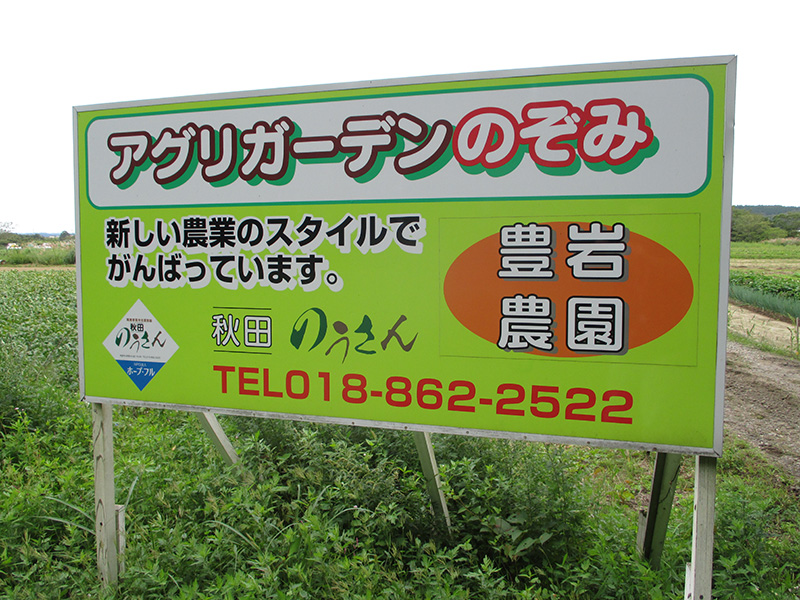 アグリガーデンのぞみ
新しい農業のスタイルで
がんばっています。
豊岩
農園
秋田 のうさん
秋田
のうさん
ホープ・フル
TEL018-862-2522